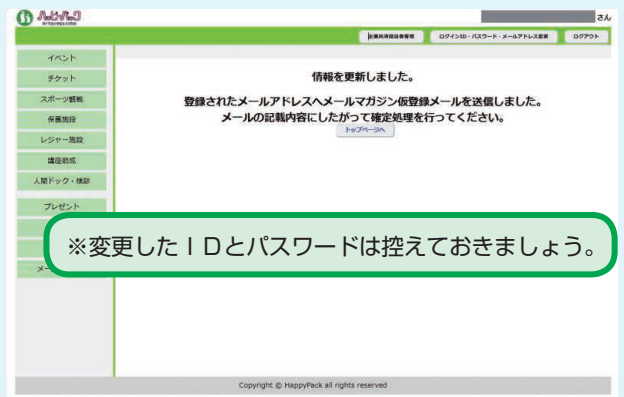 ハッピーパック
さん
企業共済担当者専用
ログインID・パスワード・メールアドレス変更
ログアウト
イベント
チケット
スポーツ観戦
保養施設
レジャー施設
講座助成
人間ドック・検診
プレゼント
メー
情報を更新しました。
登録されたメールアドレスへメールマガジン仮登録メールを送信しました。
メールの記載内容にしたがって確定処理を行ってください。
トップページへ
※変更したIDとパスワードは控えておきましょう。
Copyright © HappyPack all rights reserved